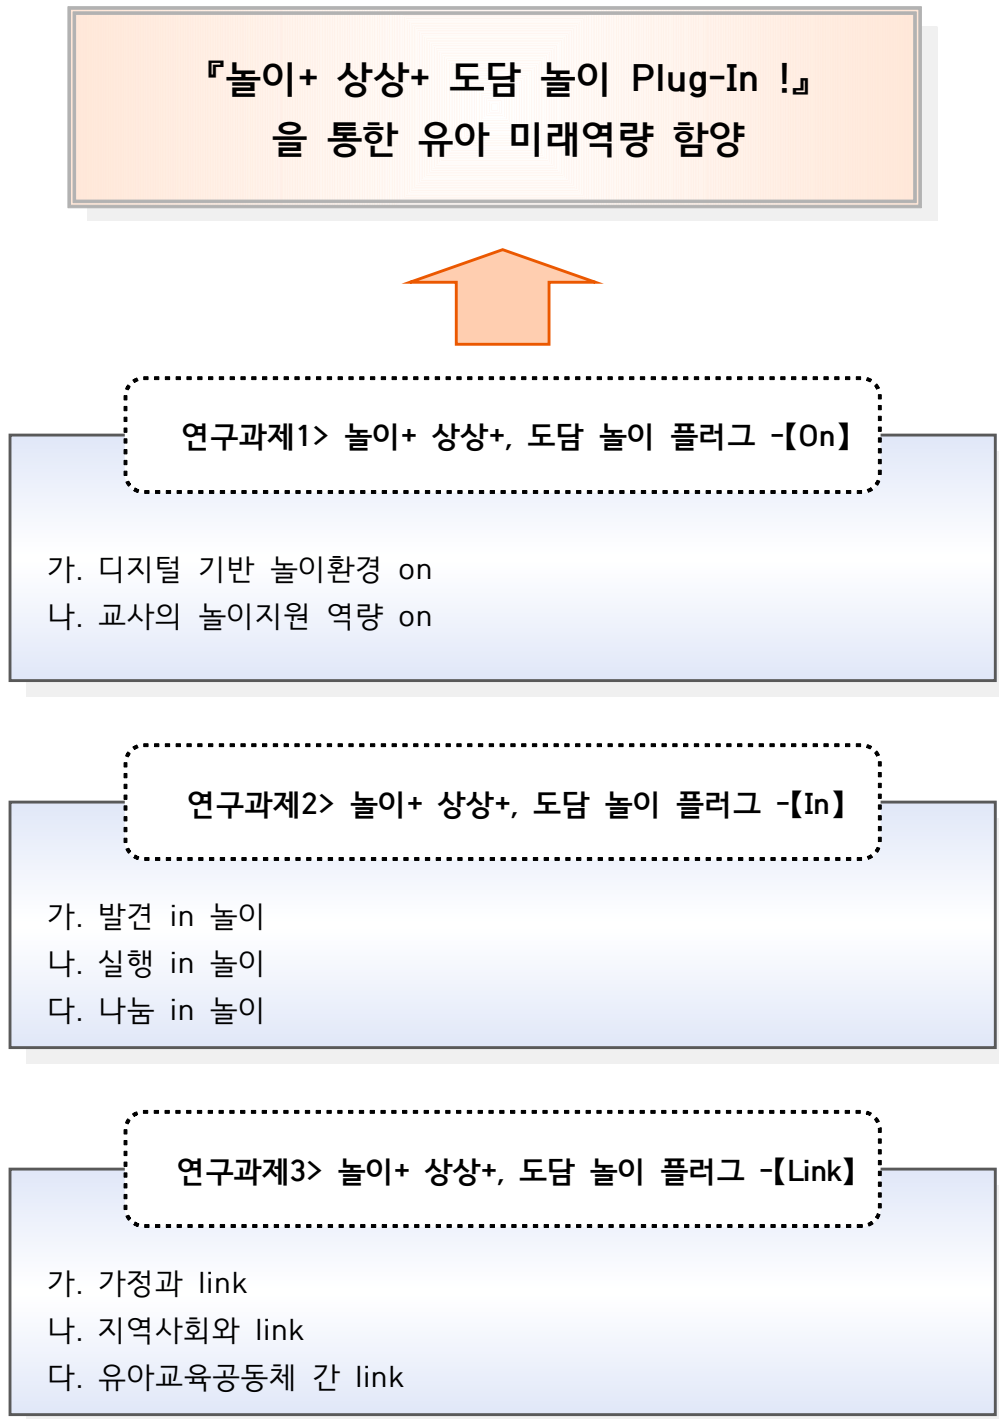 『놀이+ 상상+ 도담 놀이 Plug-In !』
을 통한 유아 미래역량 함양
연구과제1> 놀이+ 상상+, 도담 놀이 플러그 -【On】
가. 디지털 기반 놀이환경 on
나. 교사의 놀이지원 역량 on
연구과제2> 놀이+ 상상+, 도담 놀이 플러그 -【In】
가. 발견 in 놀이
나. 실행 in 놀이
다. 나눔 in 놀이
연구과제3> 놀이+ 상상+, 도담 놀이 플러그 -【Link】
가. 가정과 link
나. 지역사회와 link
다. 유아교육공동체 간 link